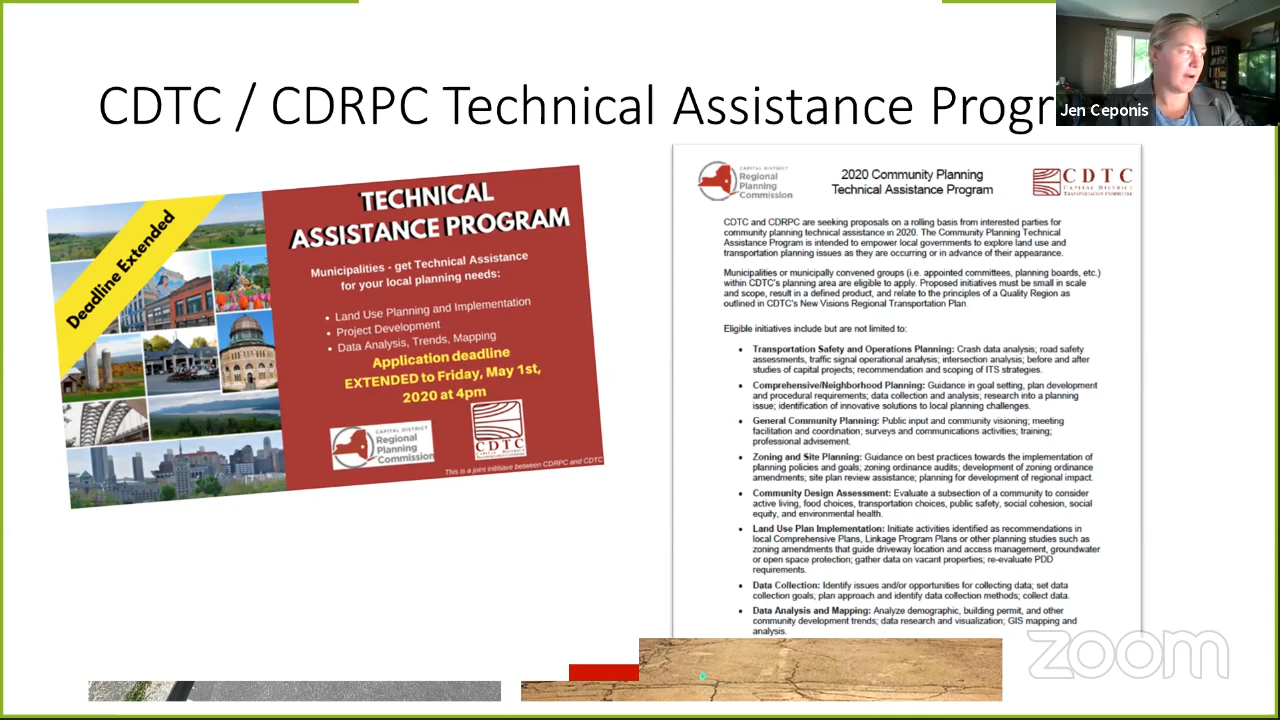 CDTC / CDRPC Technical Assistance Progr
Jen Ceponis
Deadline Extended
TECHNICAL
ASSISTANCE PROGRAM
Municipalities - get Technical Assistance
for your local planning needs:
• Land Use Planning and Implementation
• Project Development
• Data Analysis, Trends, Mapping
Application deadline
EXTENDED to Friday, May 1st,
2020 at 4pm
CAPITAL DISTRICT
Regional
Planning
Commission
CDTC
This is a joint inititiave between CDRPC and CDTC
CAPITAL DISTRICT
Regional
Planning
Commission
2020 Community Planning
Technical Assistance Program
CDTC
CAPITAL DISTRICT
TRANSPORTATION COMMITTEE
CDTC and CDRPC are seeking proposals on a rolling basis from interested parties for
community planning technical assistance in 2020. The Community Planning Technical
Assistance Program is intended to empower local governments to explore land use and
transportation planning issues as they are occurring or in advance of their appearance.
Municipalities or municipally convened groups (i.e. appointed committees, planning boards, etc.)
within CDTC's planning area are eligible to apply. Proposed initiatives must be small in scale
and scope, result in a defined product, and relate to the principles of a Quality Region as
outlined in CDTC's New Visions Regional Transportation Plan.
Eligible initiatives include but are not limited to:
• Transportation Safety and Operations Planning: Crash data analysis; road safety
assessments, traffic signal operational analysis; intersection analysis; before and after
studies of capital projects; recommendation and scoping of ITS strategies.
• Comprehensive/Neighborhood Planning: Guidance in goal setting, plan development
and procedural requirements; data collection and analysis; research into a planning
issue; identification of innovative solutions to local planning challenges.
• General Community Planning: Public input and community visioning; meeting
facilitation and coordination; surveys and communications activities; training;
professional advisement.
• Zoning and Site Planning: Guidance on best practices towards the implementation of
planning policies and goals; zoning ordinance audits; development of zoning ordinance
amendments; site plan review assistance; planning for development of regional impact.
• Community Design Assessment: Evaluate a subsection of a community to consider
active living, food choices, transportation choices, public safety, social cohesion, social
equity, and environmental health.
• Land Use Plan Implementation: Initiate activities identified as recommendations in
local Comprehensive Plans, Linkage Program Plans or other planning studies such as
zoning amendments that guide driveway location and access management, groundwater
or open space protection; gather data on vacant properties; re-evaluate PDD
requirements.
• Data Collection: Identify issues and/or opportunities for collecting data; set data
collection goals; plan approach and identify data collection methods; collect data.
• Data Analysis and Mapping: Analyze demographic, building permit, and other
community development trends; data research and visualization; GIS mapping and
analysis.
zoom